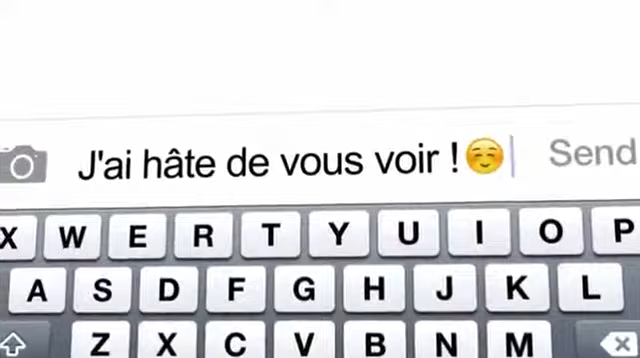 J'ai hâte de vous voir !☺️ Send
X W E R T Y U I O P
A S D F G H J K L
Z X C V B N M